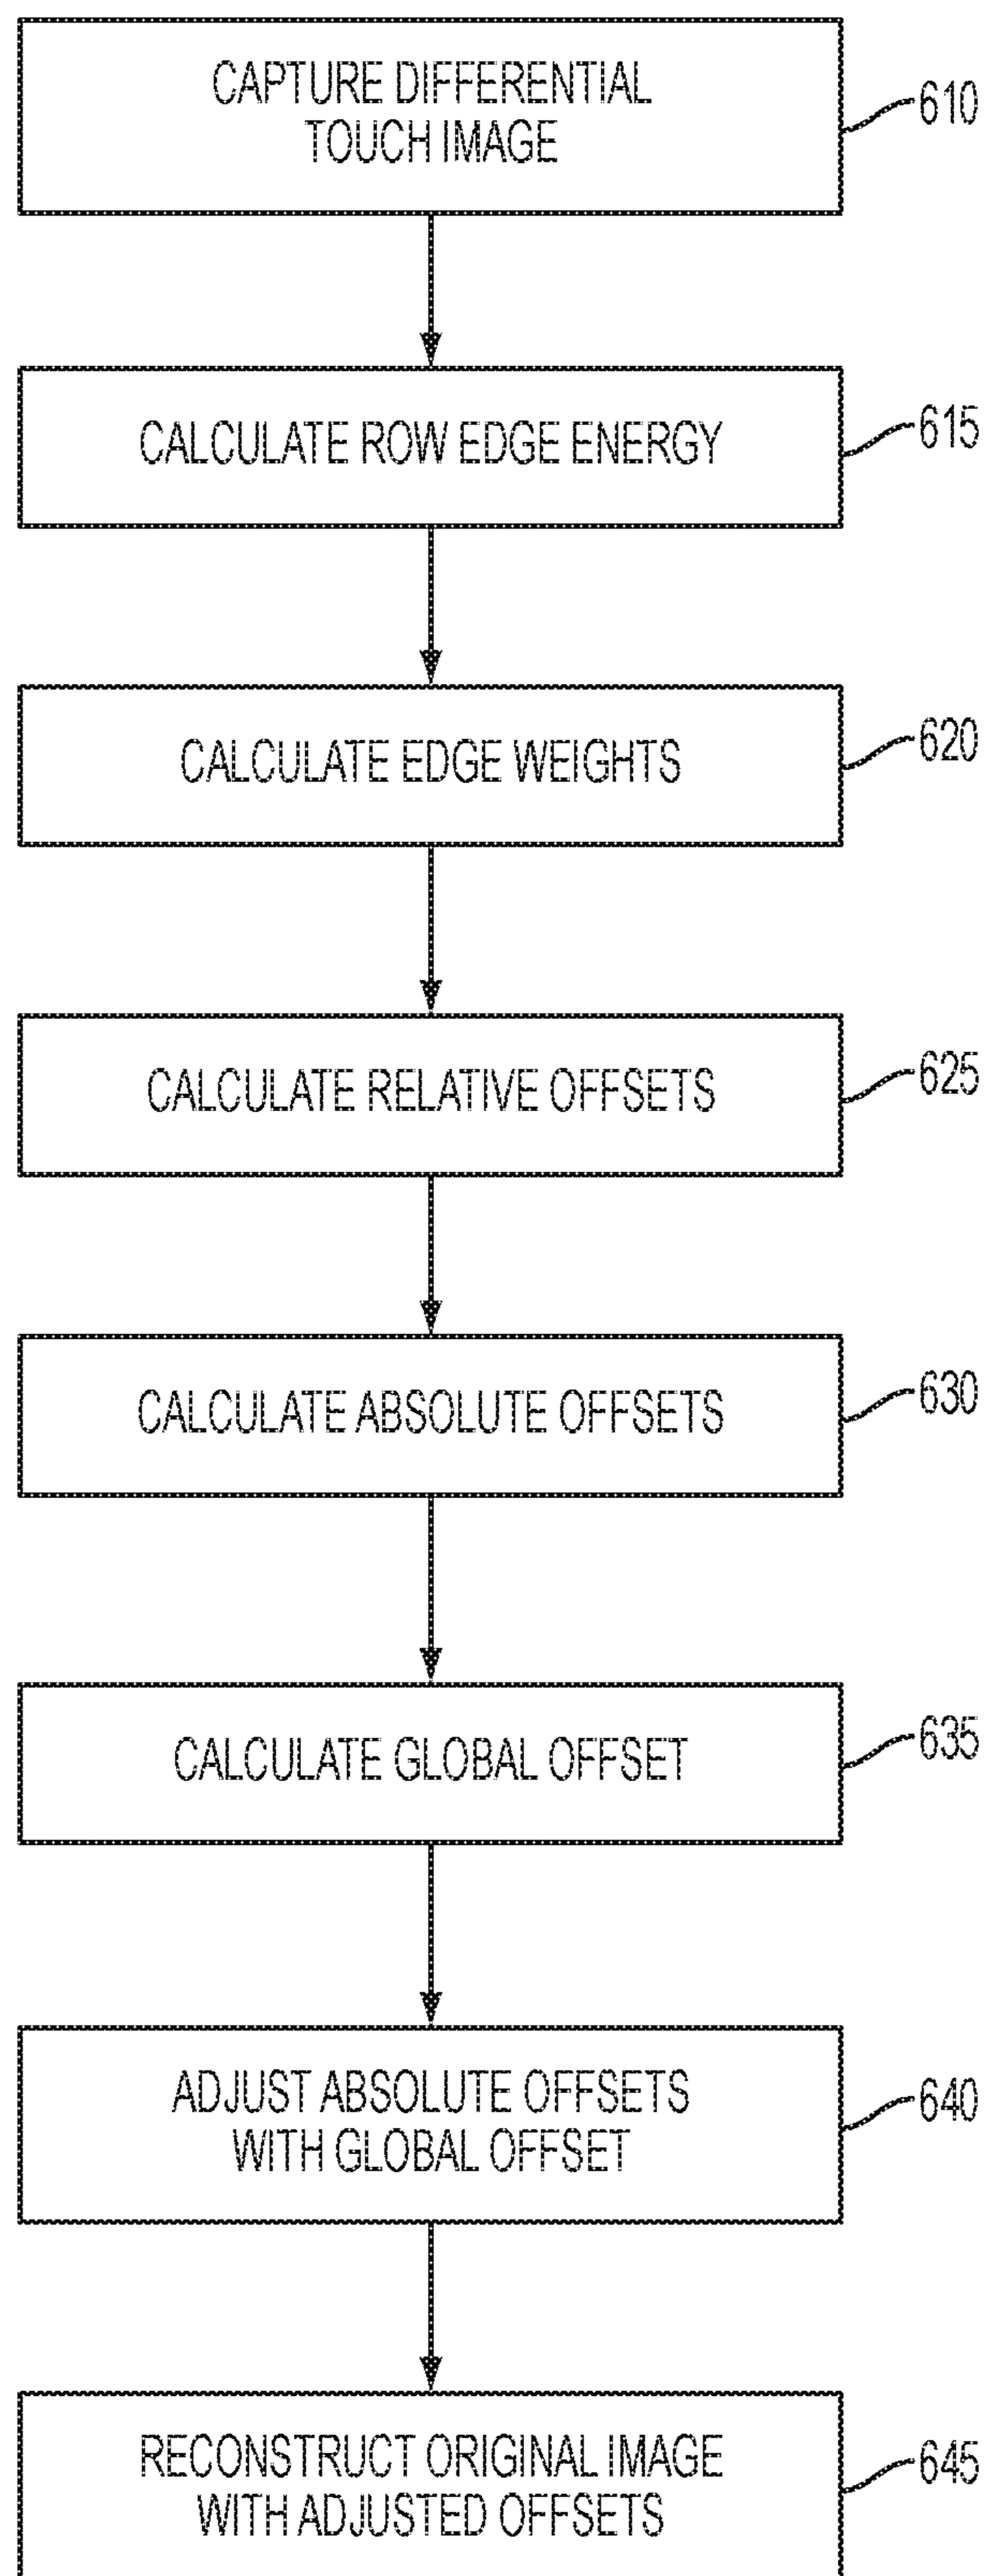 CAPTURE DIFFERENTIAL
TOUCH IMAGE
610
CALCULATE ROW EDGE ENERGY
615
CALCULATE EDGE WEIGHTS
620
CALCULATE RELATIVE OFFSETS
625
CALCULATE ABSOLUTE OFFSETS
630
CALCULATE GLOBAL OFFSET
635
ADJUST ABSOLUTE OFFSETS
WITH GLOBAL OFFSET
640
RECONSTRUCT ORIGINAL IMAGE
WITH ADJUSTED OFFSETS
645